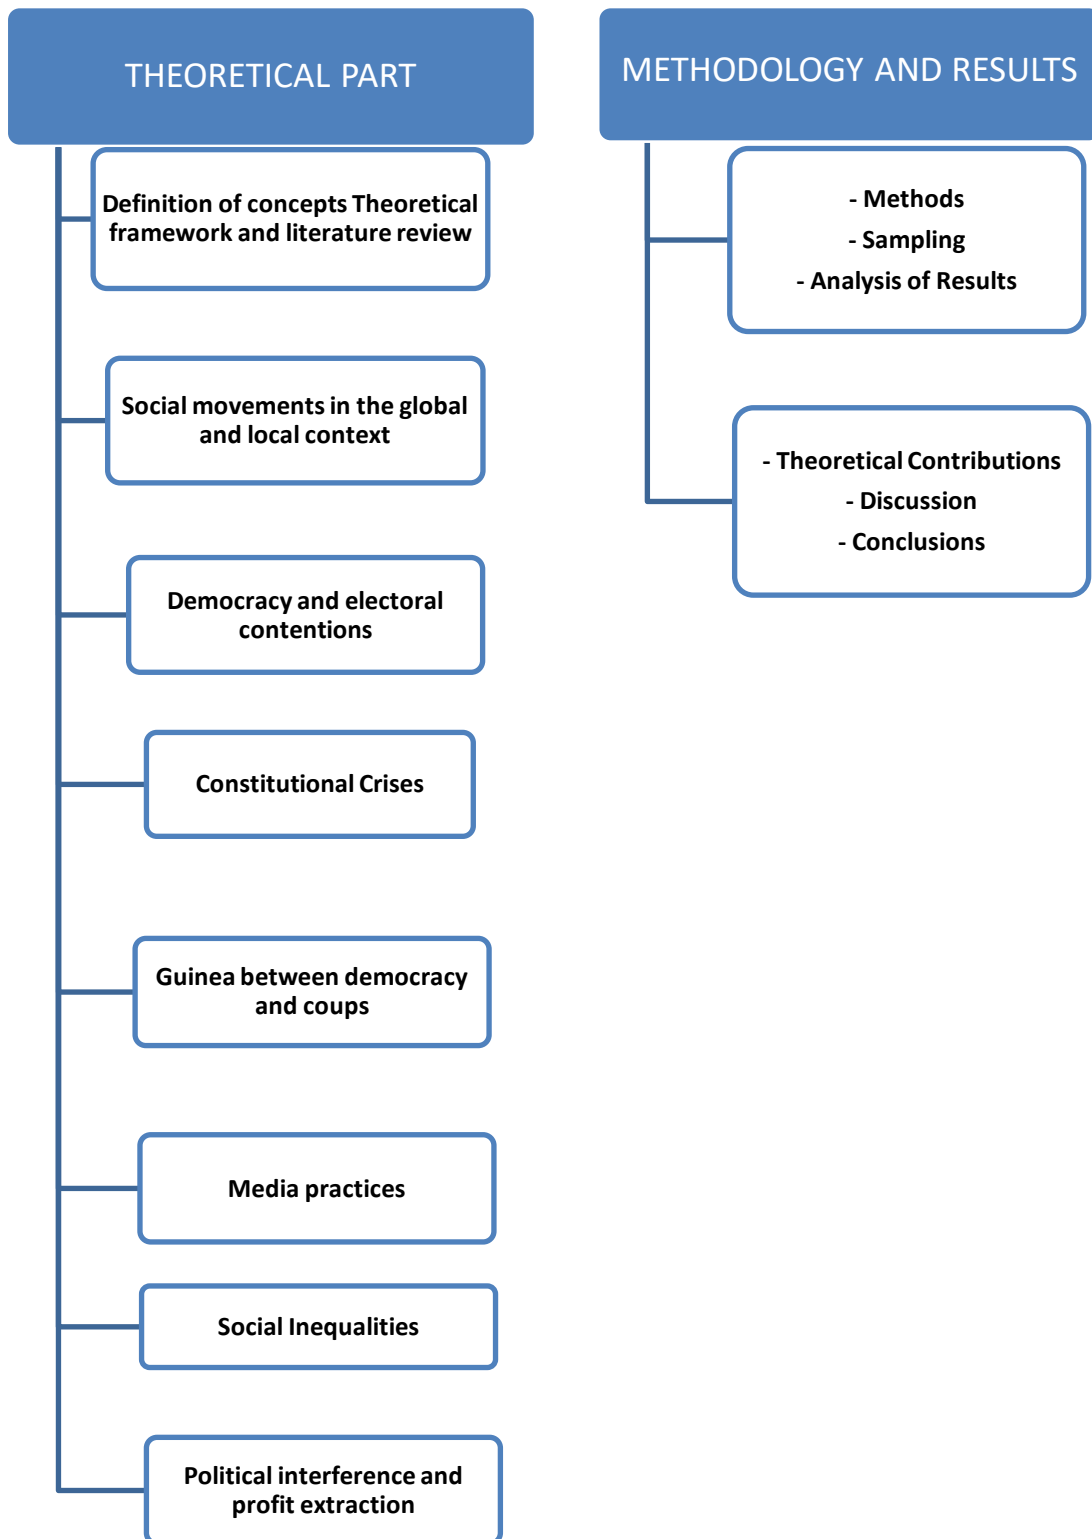 THEORETICAL PART
Definition of concepts Theoretical
framework and literature review
Social movements in the global
and local context
Democracy and electoral
contentions
Constitutional Crises
Guinea between democracy
and coups
Media practices
Social Inequalities
Political interference and
profit extraction
METHODOLOGY AND RESULTS
- Methods
- Sampling
- Analysis of Results
- Theoretical Contributions
- Discussion
- Conclusions